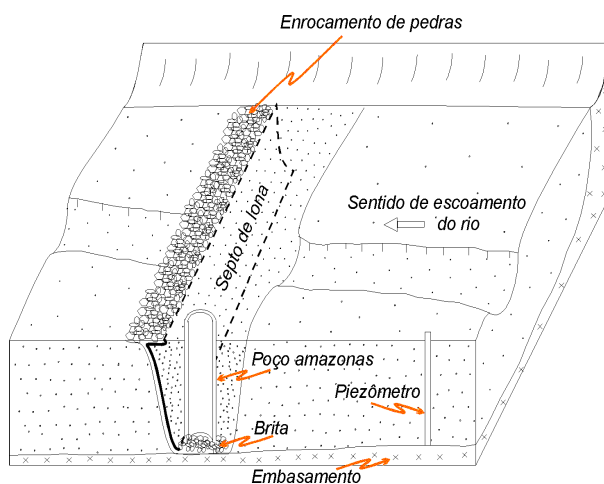 Enrocamento de pedras
Septo de lona
Sentido de escoamento
do rio
Poço amazonas
Piezômetro
Brita
Embasamento